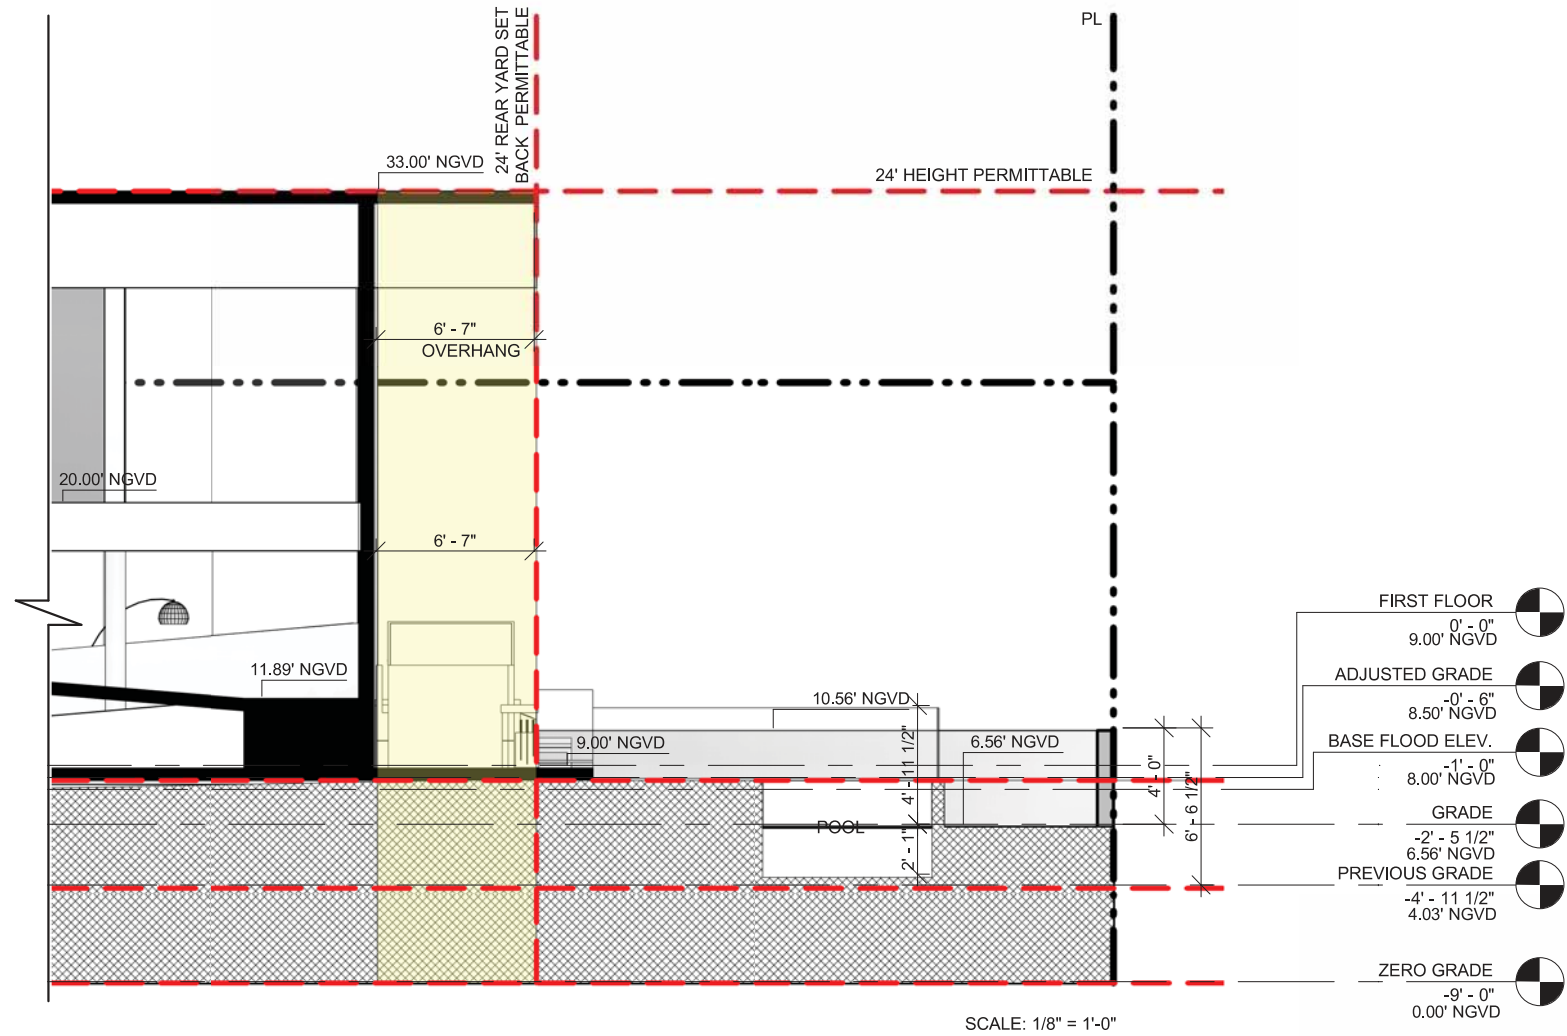 24' REAR YARD SET
BACK PERMITTABLE
PL
33.00' NGVD
24' HEIGHT PERMITTABLE
6' - 7"
OVERHANG
20.00' NGVD
6' - 7"
11.89' NGVD
10.56' NGVD
9.00' NGVD
6.56' NGVD
4' - 11 1/2"
4' - 0"
6' - 6 1/2"
POOL
2' - 1"
FIRST FLOOR
0' - 0"
9.00' NGVD
ADJUSTED GRADE
-0' - 6"
8.50' NGVD
BASE FLOOD ELEV.
-1' - 0"
8.00' NGVD
GRADE
-2' - 5 1/2"
6.56' NGVD
PREVIOUS GRADE
-4' - 11 1/2"
4.03' NGVD
ZERO GRADE
-9' - 0"
0.00' NGVD
SCALE: 1/8" = 1'-0"